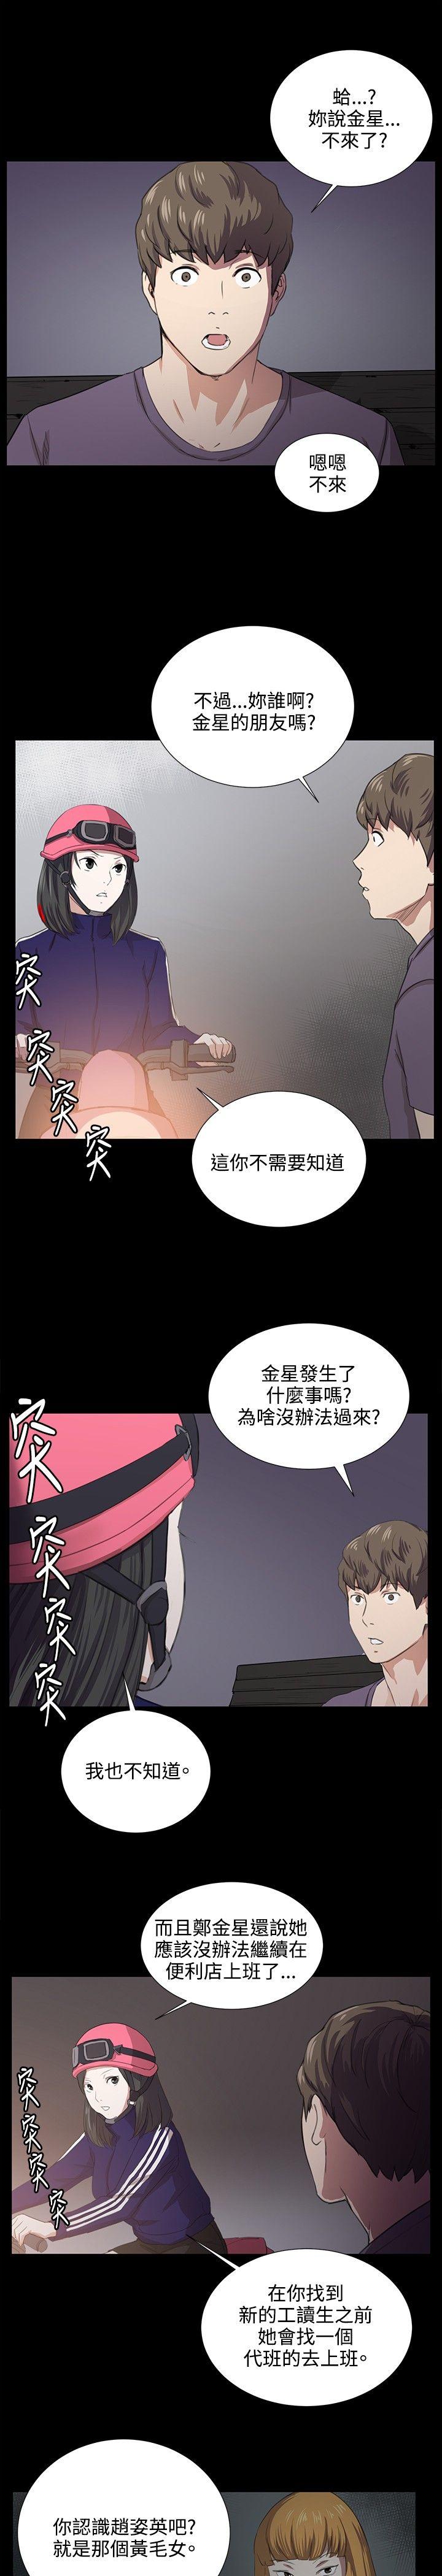 蛤...?
妳說金星...
不來了?
嗯嗯
不來
不過...妳誰啊?
金星的朋友嗎?
突
突
突
突
這你不需要知道
金星發生了
什麼事嗎?
為啥沒辦法過來?
突
突
突
突
我也不知道。
而且鄭金星還說她
應該沒辦法繼續在
便利店上班了...
突
突
突
突
在你找到
新的工讀生之前
她會找一個
代班的去上班。
你認識趙姿英吧?
就是那個黃毛女。